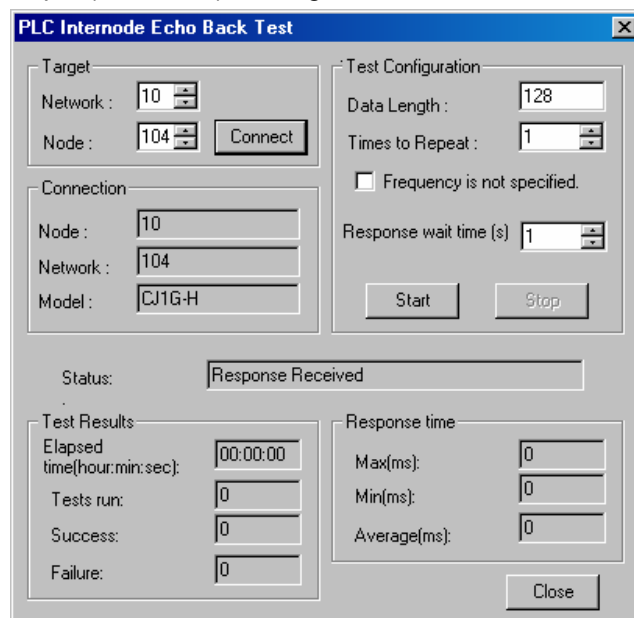 PLC Internode Echo Back Test
Target
Network : 10
Node : 104 Connect
Connection
Node : 10
Network : 104
Model : CJ1G-H
Test Configuration
Data Length : 128
Times to Repeat : 1
Frequency is not specified.
Response wait time (s) 1
Start Stop
Status: Response Received
Test Results
Elapsed
time(hour:min:sec): 00:00:00
Tests run: 0
Success: 0
Failure: 0
Response time
Max(ms): 0
Min(ms): 0
Average(ms): 0
Close